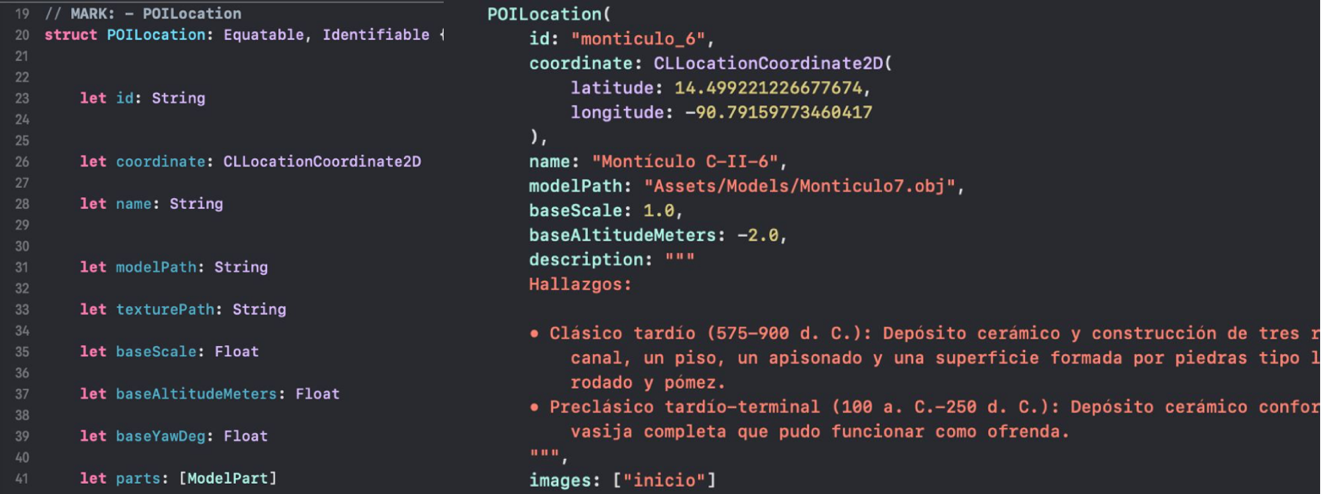 19 // MARK: - POILocation
20 struct POILocation: Equatable, Identifiable {
21
22
23 let id: String
24
25
26 let coordinate: CLLocationCoordinate2D
27
28 let name: String
29
30
31 let modelPath: String
32
33 let texturePath: String
34
35 let baseScale: Float
36
37 let baseAltitudeMeters: Float
38
39 let baseYawDeg: Float
40
41 let parts: [ModelPart]
POILocation(
id: "monticulo_6",
coordinate: CLLocationCoordinate2D(
latitude: 14.499221226677674,
longitude: -90.79159773460417
),
name: "Montículo C-II-6",
modelPath: "Assets/Models/Monticulo7.obj",
baseScale: 1.0,
baseAltitudeMeters: -2.0,
description: """
Hallazgos:
• Clásico tardío (575-900 d. C.): Depósito cerámico y construcción de tres r
canal, un piso, un apisonado y una superficie formada por piedras tipo l
rodado y pómez.
• Preclásico tardío-terminal (100 a. C.-250 d. C.): Depósito cerámico confor
vasija completa que pudo funcionar como ofrenda.
""",
images: ["inicio"]